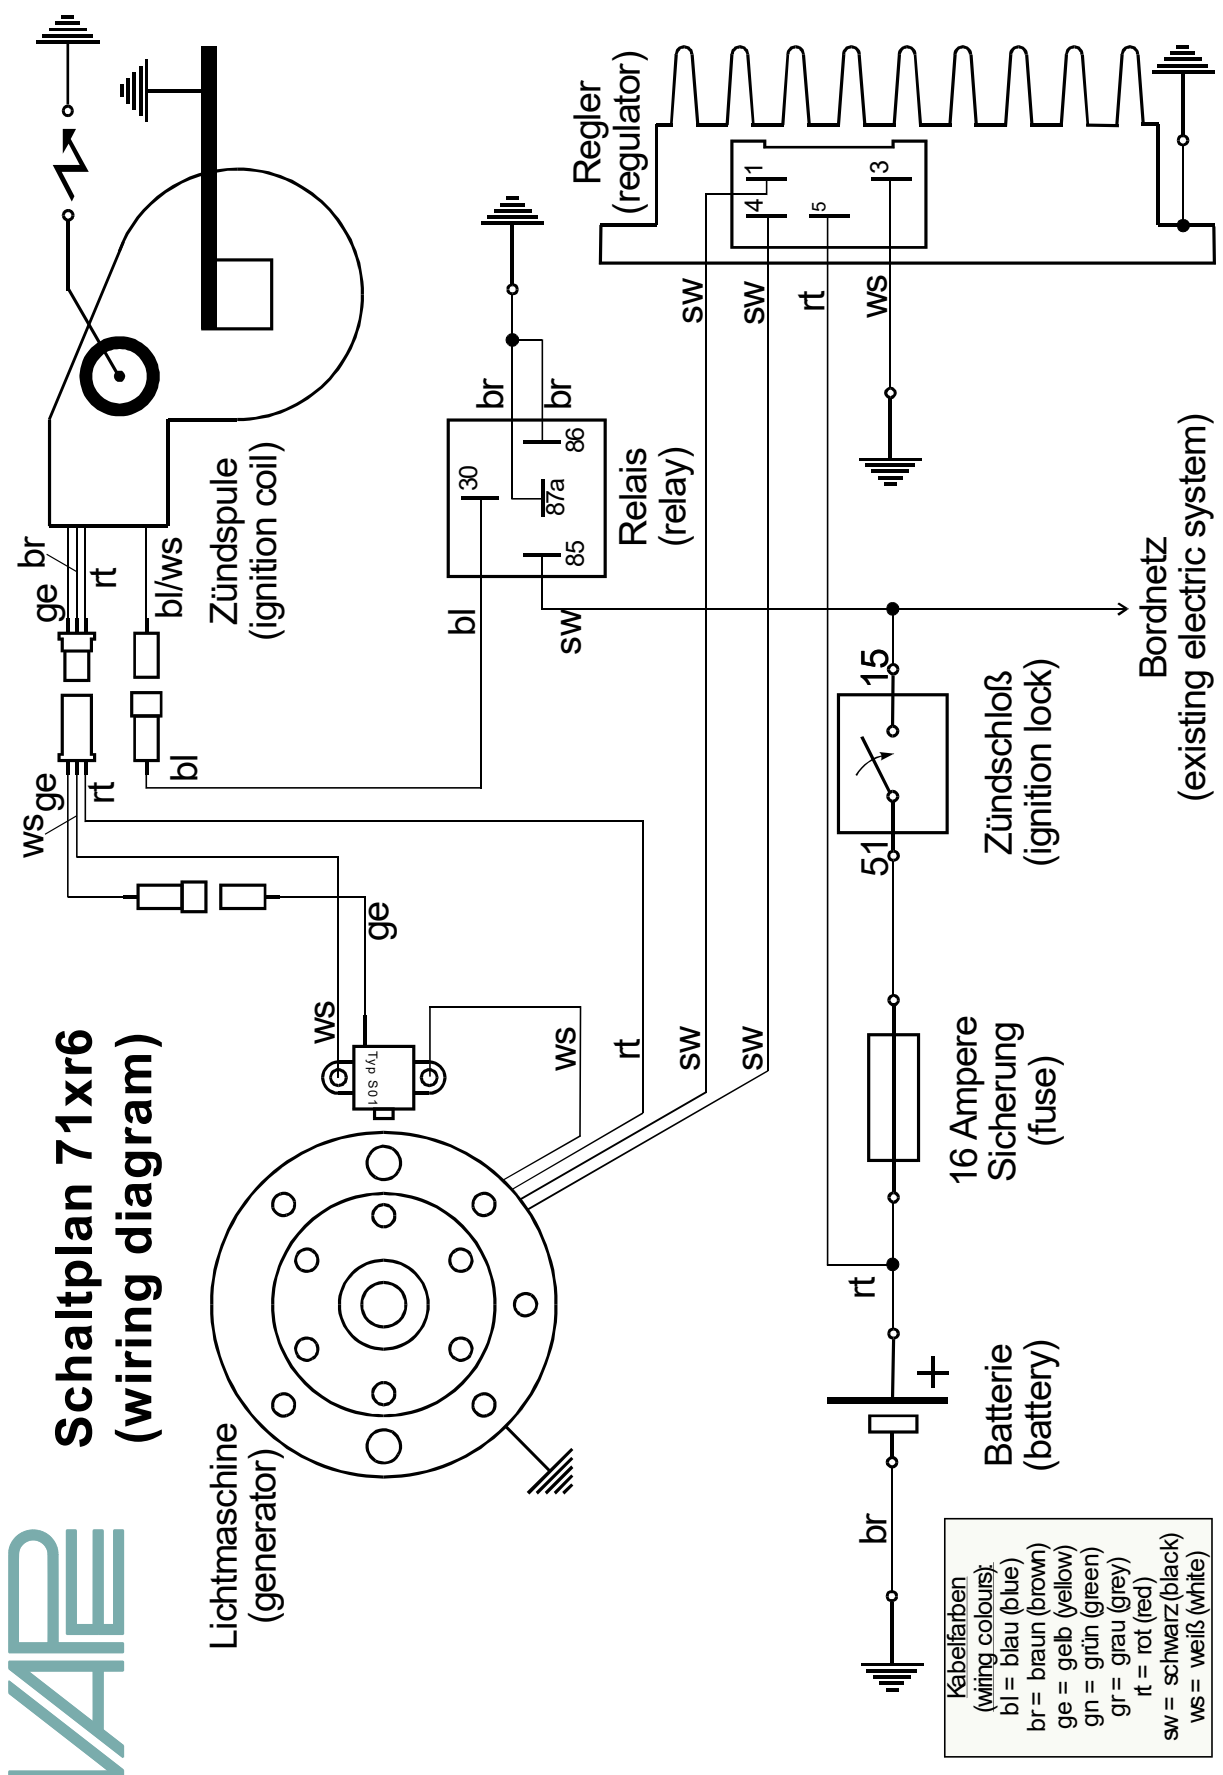 VAPE
Schaltplan 71xr6
(wiring diagram)
Lichtmaschine
(generator)
Typ S01
ws
ge
ws
rt
sw
sw
ws
ge
rt
bl
ge
br
rt
bl/ws
Zündspule
(ignition coil)
bl
sw
30
85
87a
86
br
br
Relais
(relay)
Regler
(regulator)
1
4
5
3
sw
sw
rt
ws
Bordnetz
(existing electric system)
15
51
Zündschloß
(ignition lock)
16 Ampere
Sicherung
(fuse)
rt
+
Batterie
(battery)
br
Kabelfarben
(wiring colours):
bl = blau (blue)
br = braun (brown)
ge = gelb (yellow)
gn = grün (green)
gr = grau (grey)
rt = rot (red)
sw = schwarz (black)
ws = weiß (white)